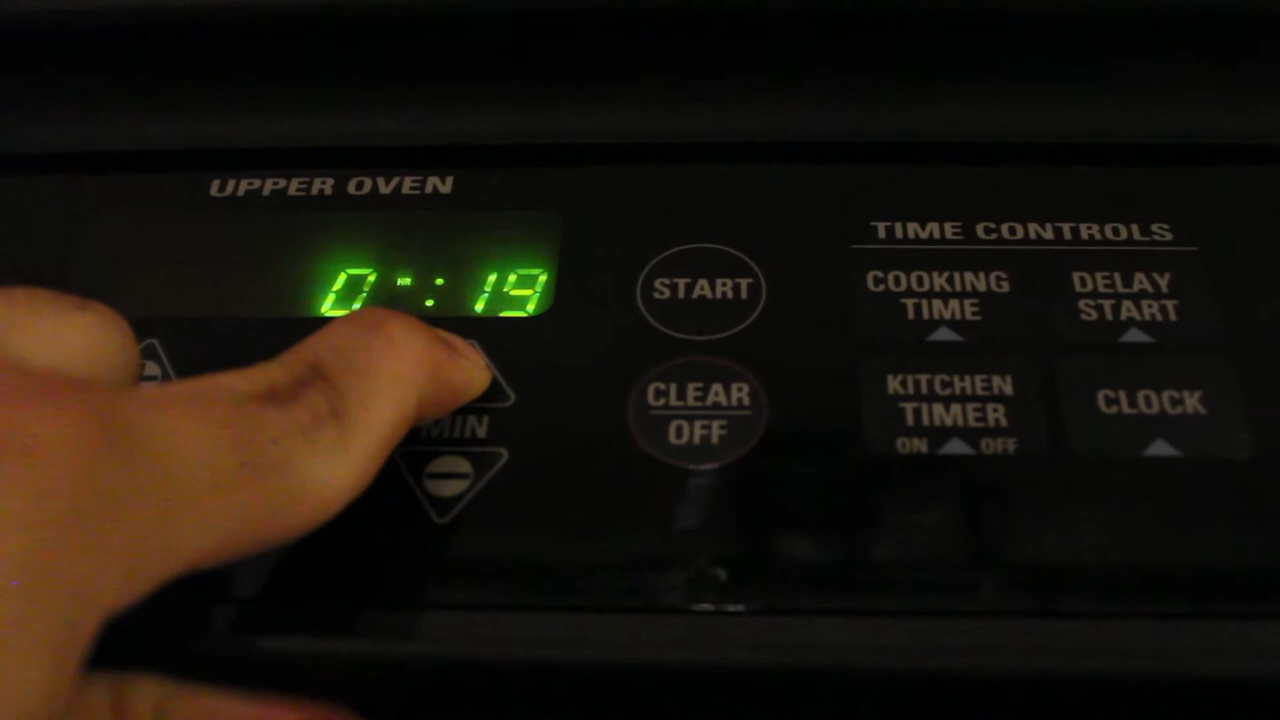 UPPER OVEN
0 HR : 19
MIN
START
CLEAR
OFF
TIME CONTROLS
COOKING
TIME
DELAY
START
KITCHEN
TIMER
ON OFF
CLOCK